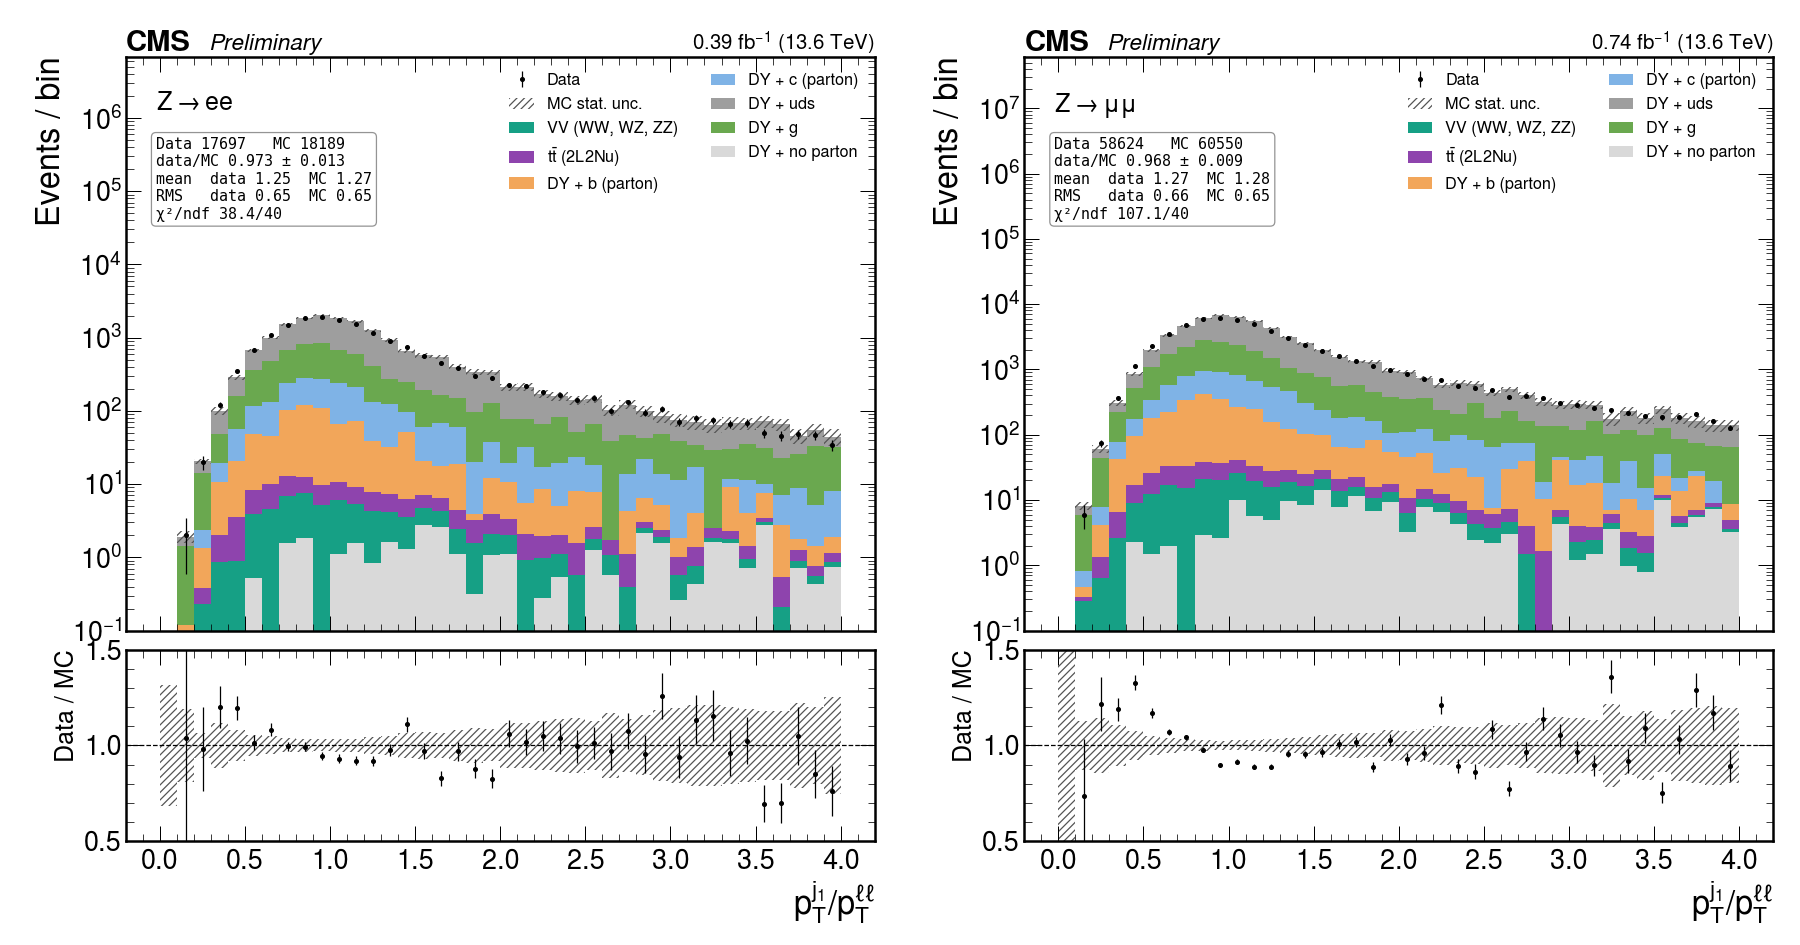 CMS Preliminary 0.39 fb⁻¹ (13.6 TeV)
Events / bin
Z → ee
Data 17697 MC 18189
data/MC 0.973 ± 0.013
mean data 1.25 MC 1.27
RMS data 0.65 MC 0.65
χ²/ndf 38.4/40
Data
MC stat. unc.
VV (WW, WZ, ZZ)
tt̄ (2L2Nu)
DY + b (parton)
DY + c (parton)
DY + uds
DY + g
DY + no parton
10⁶
10⁵
10⁴
10³
10²
10¹
10⁰
10⁻¹
Data / MC
1.5
1.0
0.5
0.0 0.5 1.0 1.5 2.0 2.5 3.0 3.5 4.0
p_T^{j₁}/p_T^{ℓℓ}
CMS Preliminary 0.74 fb⁻¹ (13.6 TeV)
Events / bin
Z → μμ
Data 58624 MC 60550
data/MC 0.968 ± 0.009
mean data 1.27 MC 1.28
RMS data 0.66 MC 0.65
χ²/ndf 107.1/40
Data
MC stat. unc.
VV (WW, WZ, ZZ)
tt̄ (2L2Nu)
DY + b (parton)
DY + c (parton)
DY + uds
DY + g
DY + no parton
10⁷
10⁶
10⁵
10⁴
10³
10²
10¹
10⁰
10⁻¹
Data / MC
1.5
1.0
0.5
0.0 0.5 1.0 1.5 2.0 2.5 3.0 3.5 4.0
p_T^{j₁}/p_T^{ℓℓ}